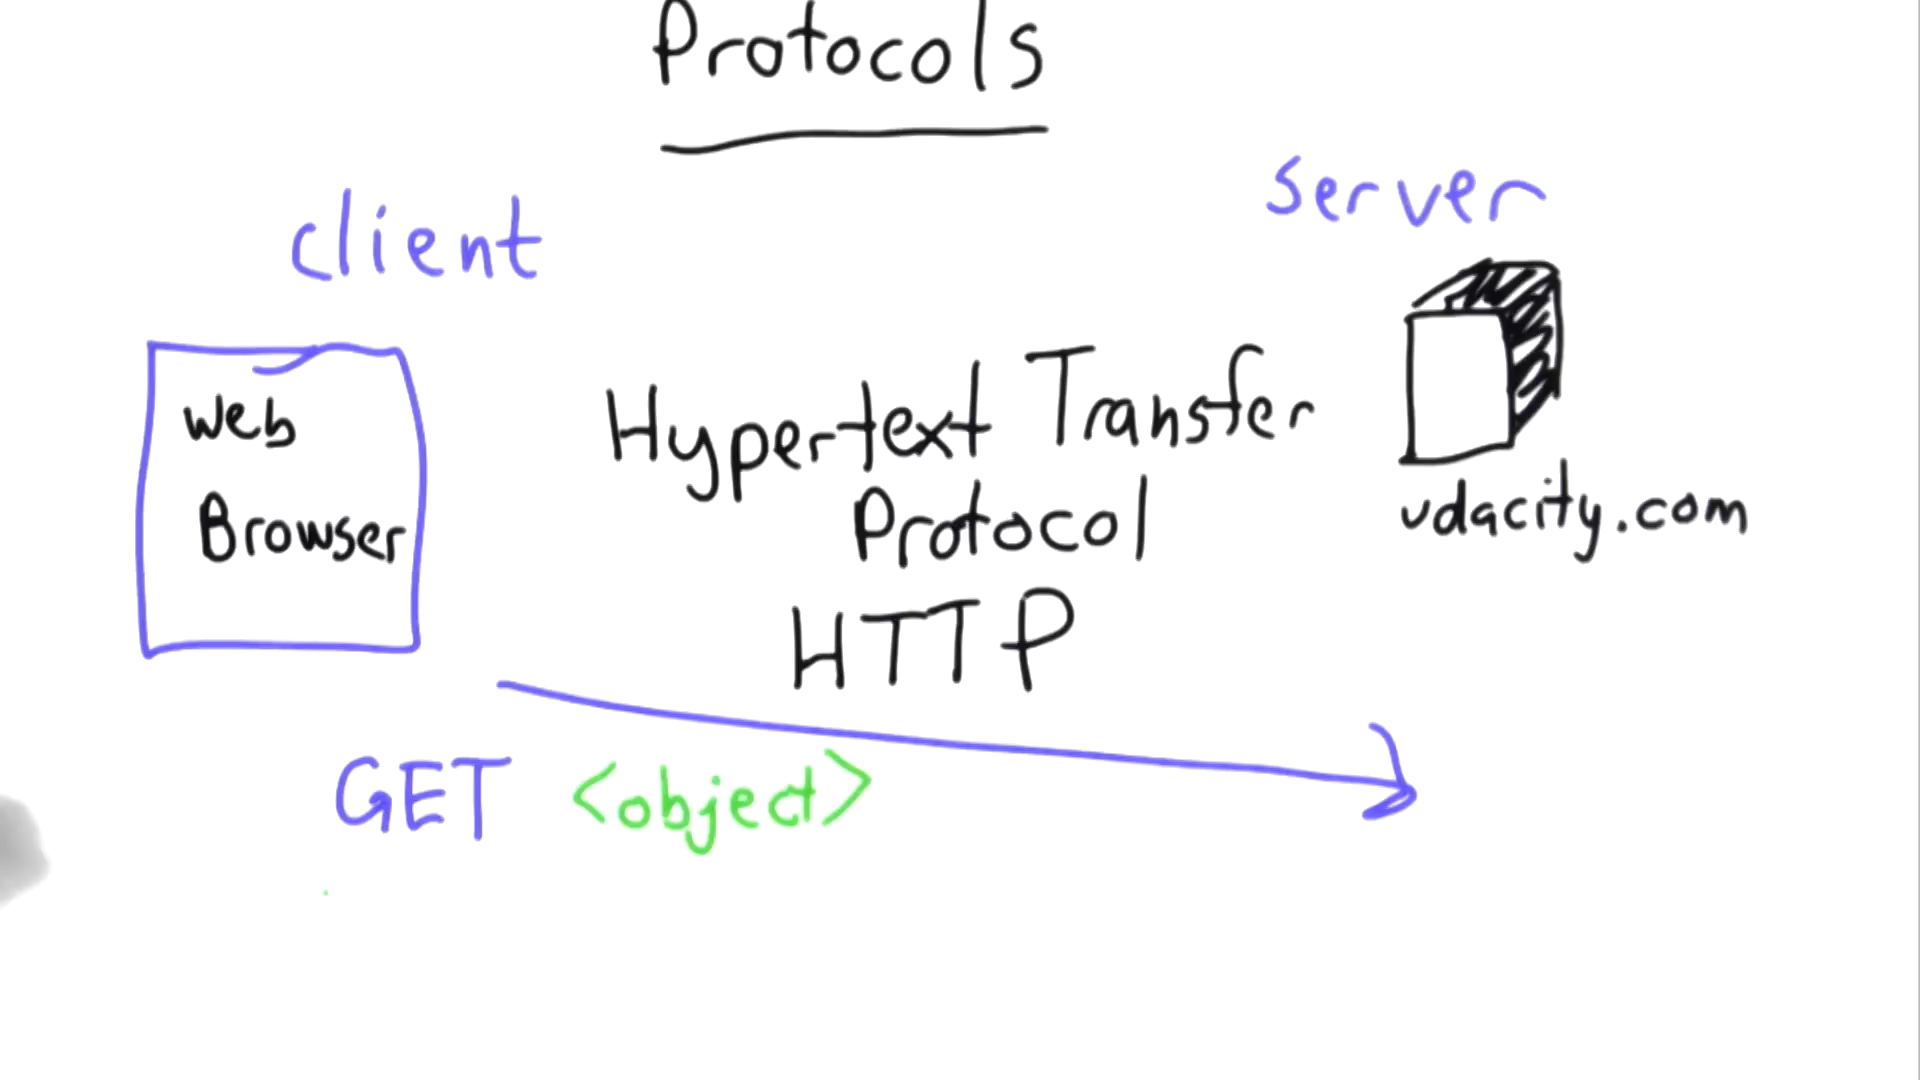 Protocols
client
server
Web
Browser
Hypertext Transfer
Protocol
HTTP
udacity.com
GET <object>